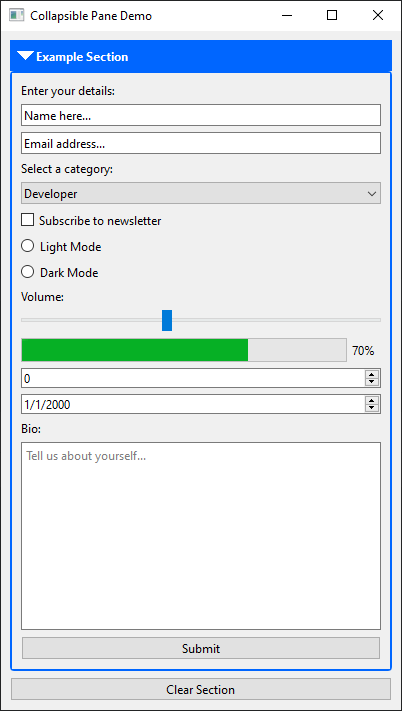 Collapsible Pane Demo
Example Section
Enter your details:
Name here...
Email address...
Select a category:
Developer
Subscribe to newsletter
Light Mode
Dark Mode
Volume:
70%
0
1/1/2000
Bio:
Tell us about yourself...
Submit
Clear Section